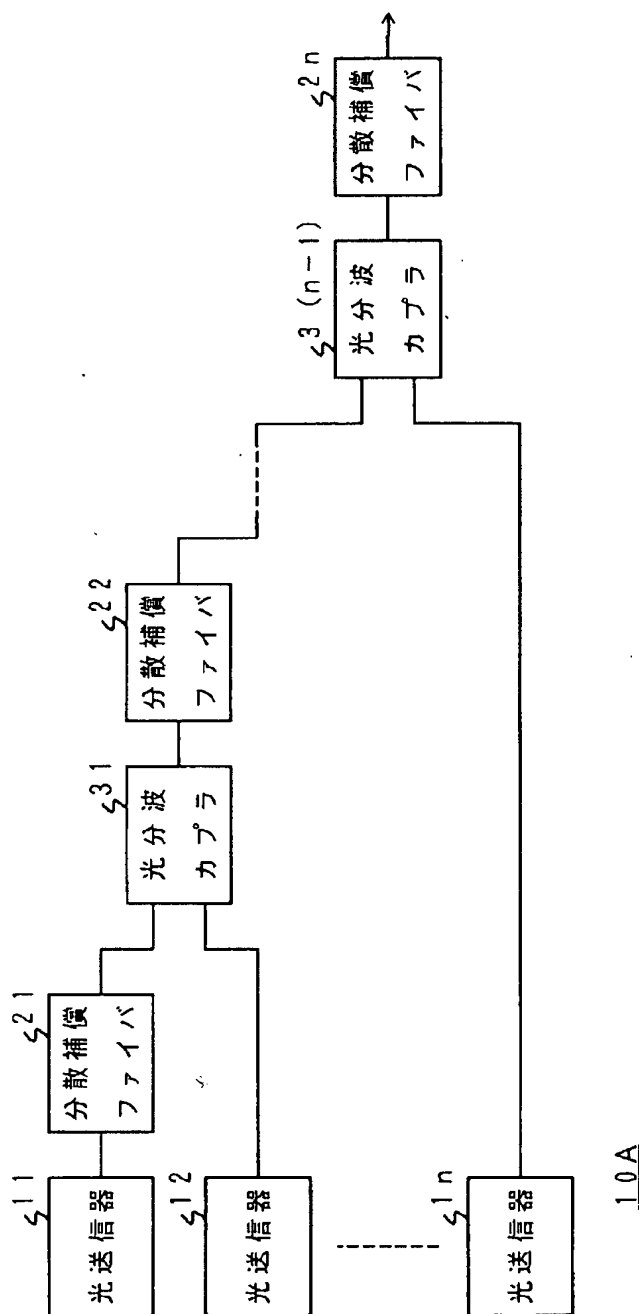 11
光送信器
21
分散補償
ファイバ
12
光送信器
1n
光送信器
31
光分波
カプラ
22
分散補償
ファイバ
3(n-1)
光分波
カプラ
2n
分散補償
ファイバ
10A